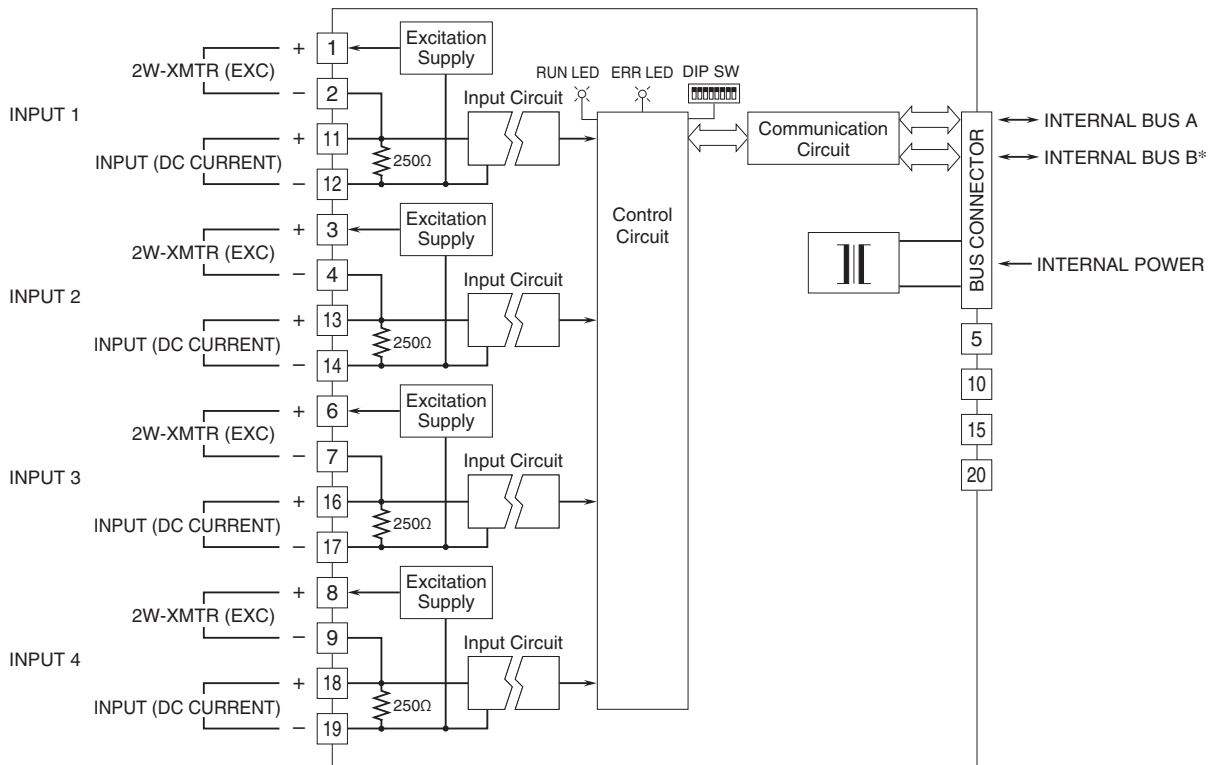 INPUT 1
2W-XMTR (EXC)
+
1
−
2
INPUT (DC CURRENT)
+
11
−
12
250Ω
Excitation
Supply
Input Circuit
INPUT 2
2W-XMTR (EXC)
+
3
−
4
INPUT (DC CURRENT)
+
13
−
14
250Ω
Excitation
Supply
Input Circuit
INPUT 3
2W-XMTR (EXC)
+
6
−
7
INPUT (DC CURRENT)
+
16
−
17
250Ω
Excitation
Supply
Input Circuit
INPUT 4
2W-XMTR (EXC)
+
8
−
9
INPUT (DC CURRENT)
+
18
−
19
250Ω
Excitation
Supply
Input Circuit
RUN LED
ERR LED
DIP SW
Control
Circuit
Communication
Circuit
BUS CONNECTOR
INTERNAL BUS A
INTERNAL BUS B*
INTERNAL POWER
5
10
15
20